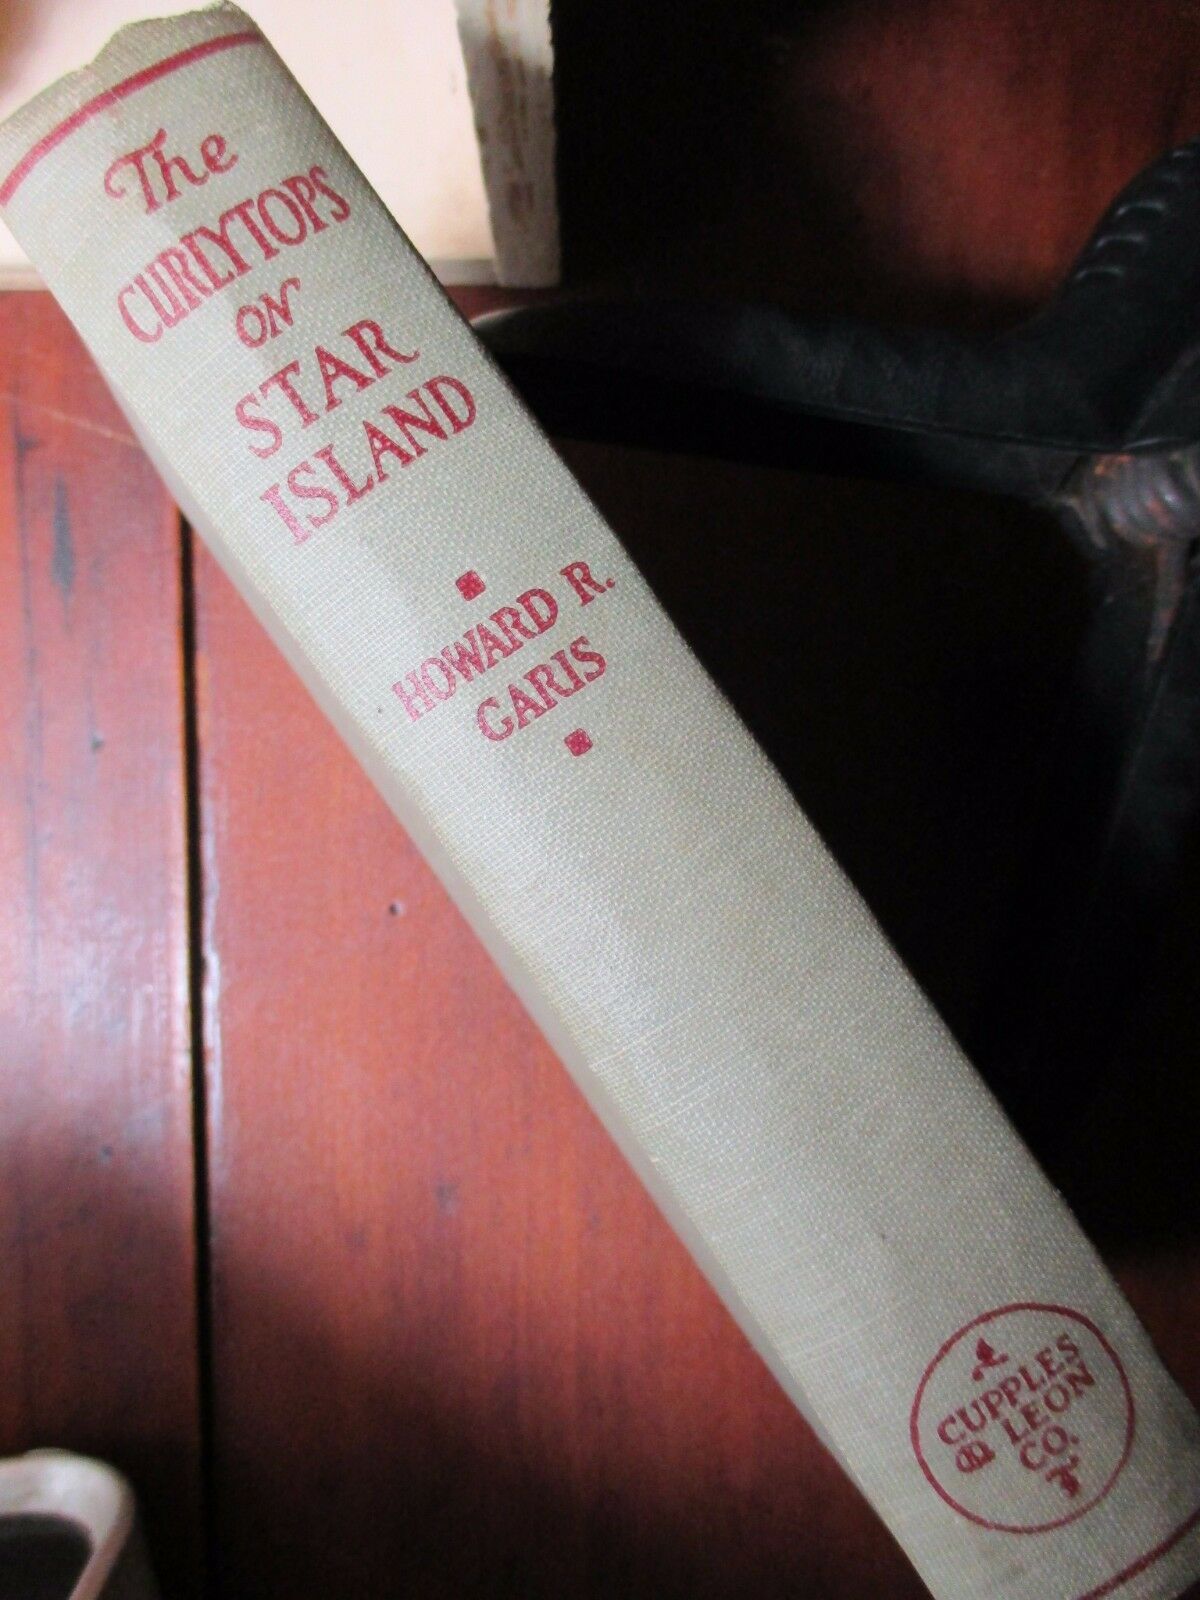 The
CURLYTOPS
ON
STAR
ISLAND
HOWARD R.
GARIS
CUPPLES
& LEON
CO.